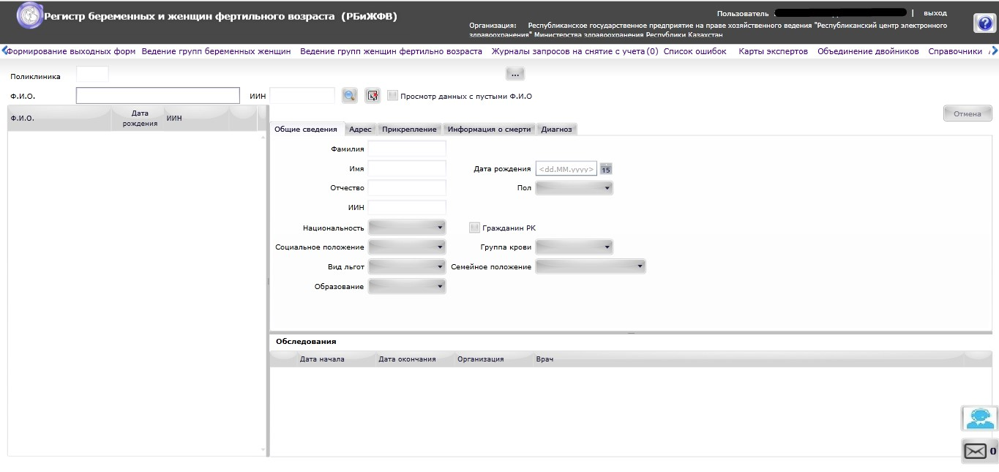 Регистр беременных и женщин фертильного возраста (РБиЖФВ)
Пользователь | выход
Организация: Республиканское государственное предприятие на праве хозяйственного ведения "Республиканский центр электронного
здравоохранения" Министерства здравоохранения Республики Казахстан
Формирование выходных форм Ведение групп беременных женщин Ведение групп женщин фертильно возраста Журналы запросов на снятие с учета (0) Список ошибок Карты экспертов Объединение двойников Справочники
Поликлиника ...
Ф.И.О. ИИН Просмотр данных с пустыми Ф.И.О
Отмена
Ф.И.О. Дата рождения ИИН
Общие сведения Адрес Прикрепление Информация о смерти Диагноз
Фамилия
Имя Дата рождения <dd.MM.yyyy> 15
Отчество Пол
ИИН
Национальность Гражданин РК
Социальное положение Группа крови
Вид льгот Семейное положение
Образование
Обследования
Дата начала Дата окончания Организация Врач
0